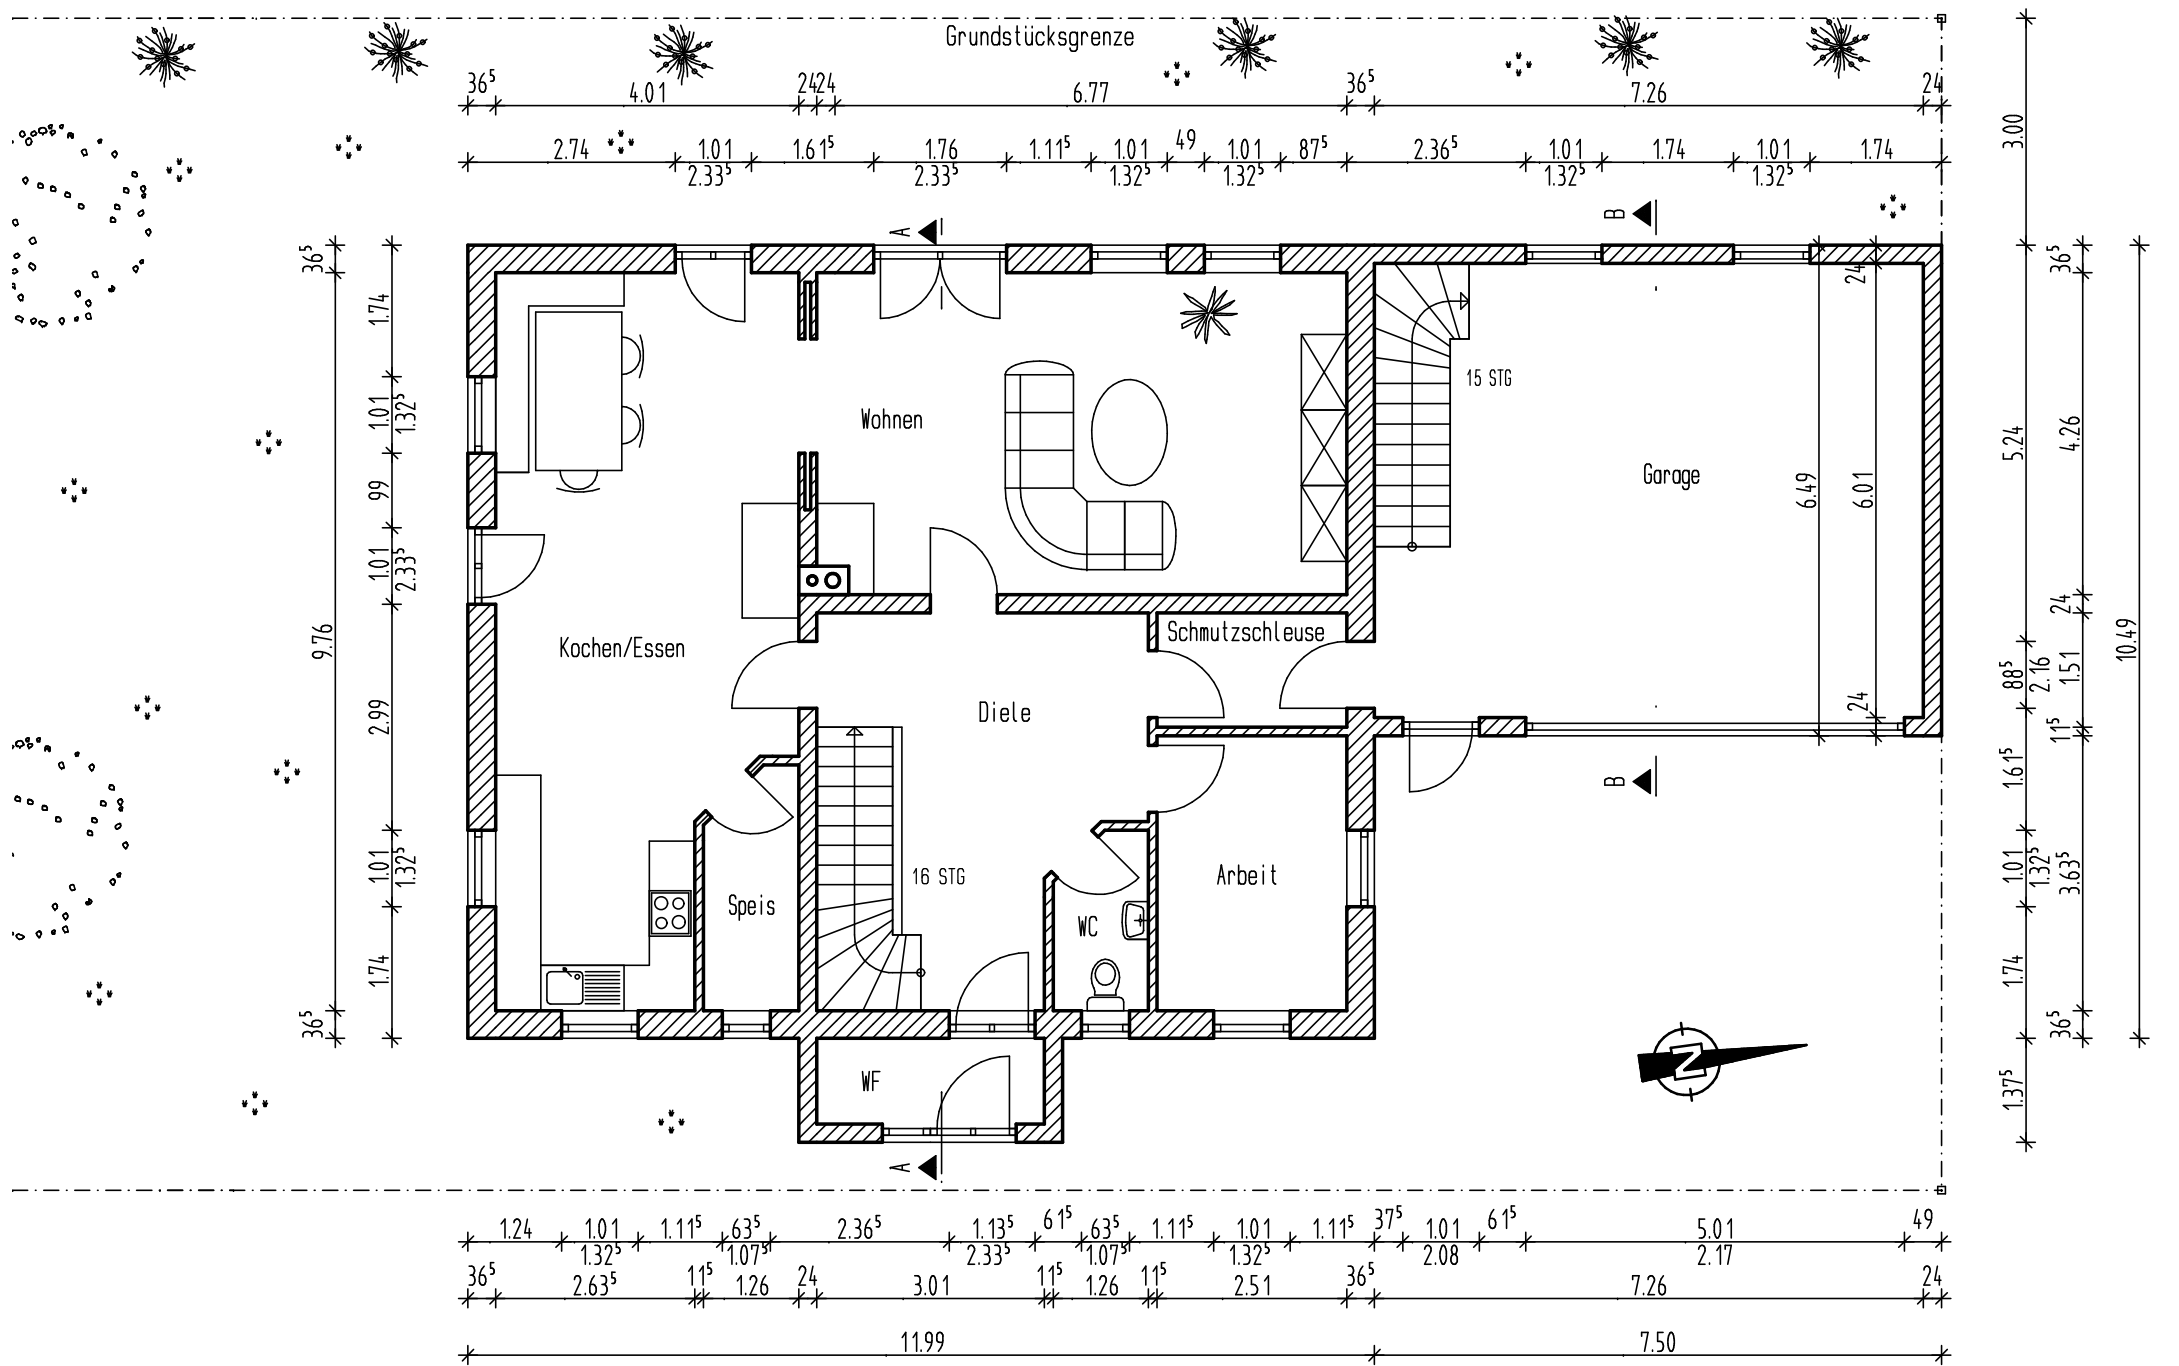 Grundstücksgrenze
36⁵ 4.01 24 24 6.77 36⁵ 7.26 24
2.74 1.01 1.61⁵ 1.76 1.11⁵ 1.01 49 1.01 87⁵ 2.36⁵ 1.01 1.74 1.01 1.74
2.33⁵ 2.33⁵ 1.32⁵ 1.32⁵ 1.32⁵ 1.32⁵
A
B
36⁵
9.76
36⁵
1.74
1.01
1.32⁵
99
1.01
2.33⁵
2.99
1.01
1.32⁵
1.74
Wohnen
15 STG
Garage
6.49
24
6.01
24
Kochen/Essen
Schmutzschleuse
Diele
B
16 STG
Arbeit
Speis
WC
WF
A
N
3.00
5.24
88⁵
2.16
1.61⁵
1.01
1.32⁵
1.74
1.37⁵
36⁵
4.26
24
1.51
11⁵
3.63⁵
36⁵
10.49
1.24 1.01 1.11⁵ 63⁵ 2.36⁵ 1.13⁵ 61⁵ 63⁵ 1.11⁵ 1.01 1.11⁵ 37⁵ 1.01 61⁵ 5.01 49
1.32⁵ 1.07⁵ 2.33⁵ 1.07⁵ 1.32⁵ 2.08 2.17
36⁵ 2.63⁵ 11⁵ 1.26 24 3.01 11⁵ 1.26 11⁵ 2.51 36⁵ 7.26 24
11.99 7.50